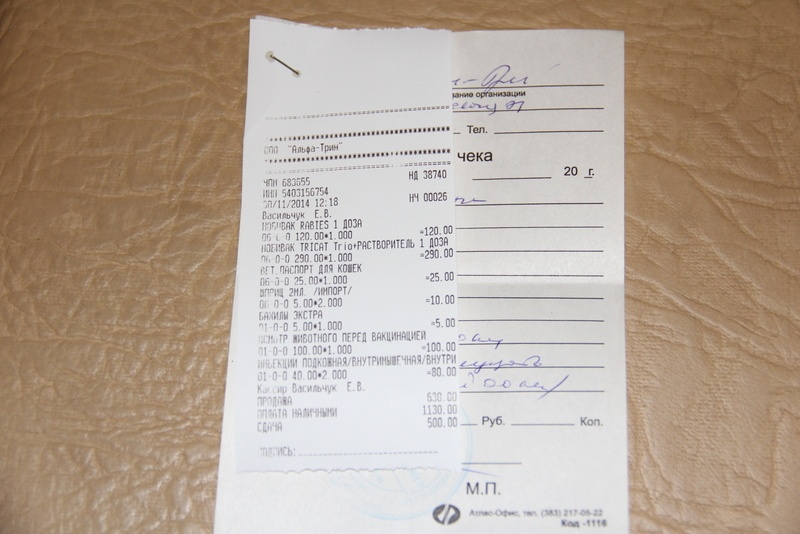 ООО "Альфа-Трин"
ЧПН 683655 НД 38740
ИНН 5403156754
30/11/2014 12:18 НЧ 00026
Васильчук Е.В.
НОБИВАК RABIES 1 ДОЗА
06-0-0 120.00*1.000 =120.00
НОБИВАК TRICAT Trio+РАСТВОРИТЕЛЬ 1 ДОЗА
06-0-0 290.00*1.000 =290.00
ВЕТ.ПАСПОРТ ДЛЯ КОШЕК
06-0-0 25.00*1.000 =25.00
ШПРИЦ 2МЛ. /ИМПОРТ/
06-0-0 5.00*2.000 =10.00
БАХИЛЫ ЭКСТРА
01-0-0 5.00*1.000 =5.00
ОСМОТР ЖИВОТНОГО ПЕРЕД ВАКЦИНАЦИЕЙ
01-0-0 100.00*1.000 =100.00
ИНЪЕКЦИИ ПОДКОЖНАЯ/ВНУТРИМЫШЕЧНАЯ/ВНУТРИ
01-0-0 40.00*2.000 =80.00
Кассир Васильчук Е.В.
ПРОДАЖА 630.00
ОПЛАТА НАЛИЧНЫМИ 1130.00
СДАЧА 500.00
ПОДПИСЬ:
вание организации
Тел.
чека
20 г.
Руб. Коп.
М.П.
Атлас-Офис, тел. (383) 217-05-22
Код -1116